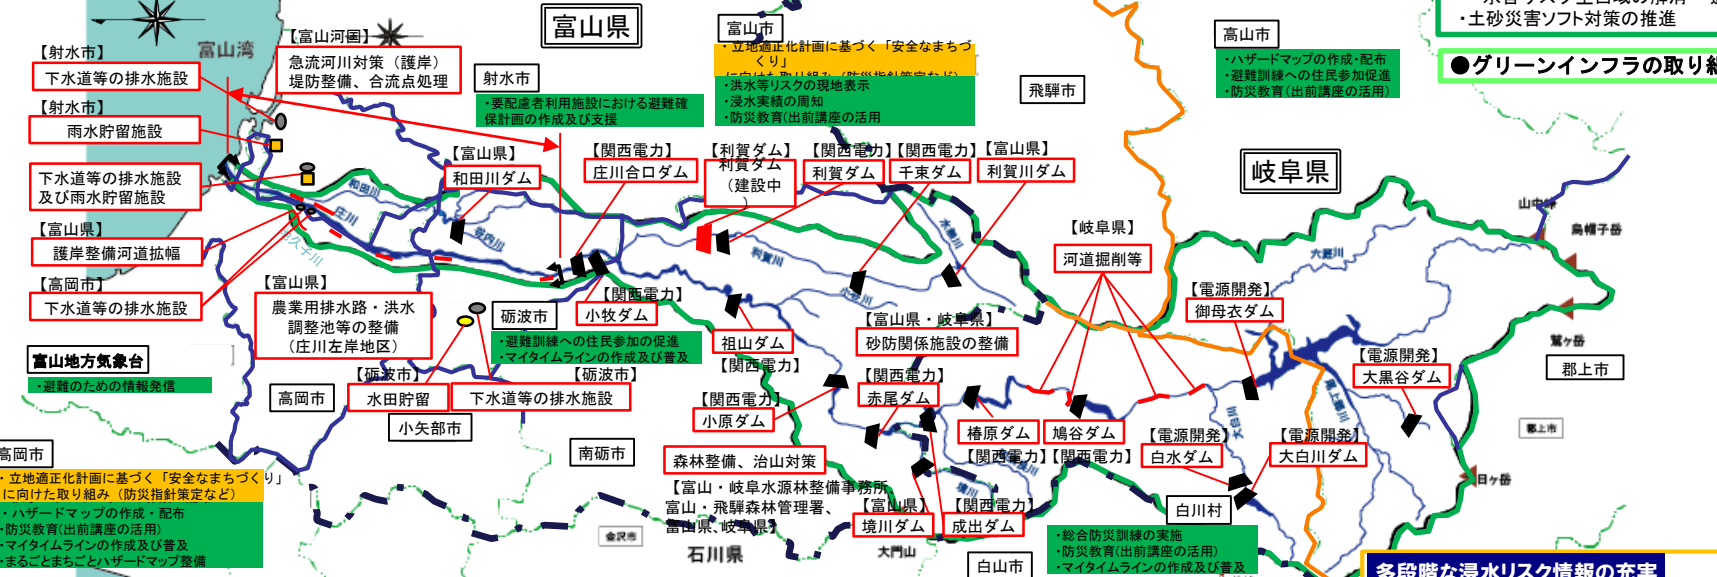 富山県
岐阜県
石川県
富山湾
【射水市】
下水道等の排水施設
【射水市】
雨水貯留施設
下水道等の排水施設
及び雨水貯留施設
【富山県】
護岸整備河道拡幅
【高岡市】
下水道等の排水施設
【富山河国】
急流河川対策（護岸）
堤防整備、合流点処理
射水市
・要配慮者利用施設における避難確
保計画の作成及び支援
富山市
・立地適正化計画に基づく「安全なまちづ
くり」
に向けた取り組み（防災指針策定など）
・洪水等リスクの現地表示
・浸水実績の周知
・防災教育(出前講座の活用
飛騨市
高山市
・ハザードマップの作成・配布
・避難訓練への住民参加促進
・防災教育(出前講座の活用)
・土砂災害ソフト対策の推進
●グリーンインフラの取り組
【富山県】
和田川ダム
【関西電力】
庄川合口ダム
【利賀ダム】
利賀ダム
（建設中
）
【関西電力】
利賀ダム
【関西電力】
千束ダム
【富山県】
利賀川ダム
【岐阜県】
河道掘削等
和田川
庄川
利賀川
六厩川
山中峠
烏帽子岳
鷲ヶ岳
日ヶ岳
大門山
【富山県】
農業用排水路・洪水
調整池等の整備
（庄川左岸地区）
富山地方気象台
・避難のための情報発信
砺波市
・避難訓練への住民参加の促進
・マイタイムラインの作成及び普及
【関西電力】
小牧ダム
祖山ダム
【関西電力】
【富山県・岐阜県】
砂防関係施設の整備
【電源開発】
御母衣ダム
【電源開発】
大黒谷ダム
郡上市
郡上市
高岡市
【砺波市】
水田貯留
【砺波市】
下水道等の排水施設
小矢部市
南砺市
【関西電力】
小原ダム
【関西電力】
赤尾ダム
椿原ダム
【関西電力】
鳩谷ダム
【関西電力】
【電源開発】
白水ダム
【電源開発】
大白川ダム
森林整備、治山対策
【富山・岐阜水源林整備事務所、
富山・飛騨森林管理署、
富山県、岐阜県】
【富山県】
境川ダム
【関西電力】
成出ダム
白川村
・総合防災訓練の実施
・防災教育(出前講座の活用)
・マイタイムラインの作成及び普及
白山市
金沢市
高岡市
・立地適正化計画に基づく「安全なまちづくり」
に向けた取り組み（防災指針策定など）
・ハザードマップの作成・配布
・防災教育(出前講座の活用)
・マイタイムラインの作成及び普及
・まるごとまちごとハザードマップ整備
多段階な浸水リスク情報の充実